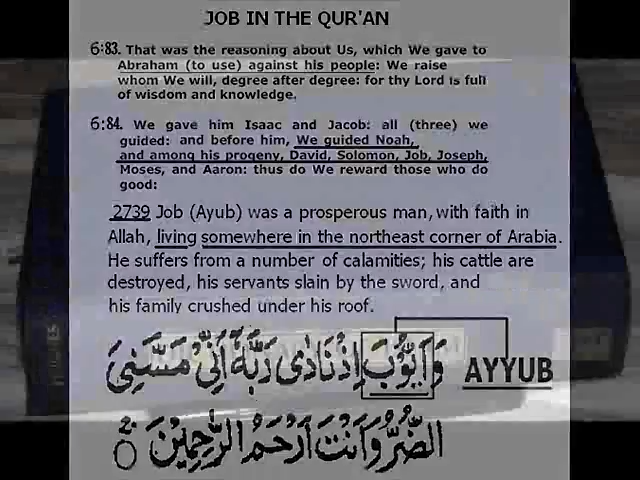 JOB IN THE QUR'AN
6:83. That was the reasoning about Us, which We gave to
Abraham (to use) against his people: We raise
whom We will, degree after degree: for thy Lord is full
of wisdom and knowledge.
6:84. We gave him Isaac and Jacob: all (three) we
guided: and before him, We guided Noah,
and among his progeny, David, Solomon, Job, Joseph,
Moses, and Aaron: thus do We reward those who do
good:
2739 Job (Ayub) was a prosperous man, with faith in
Allah, living somewhere in the northeast corner of Arabia.
He suffers from a number of calamities; his cattle are
destroyed, his servants slain by the sword, and
his family crushed under his roof.
وَاَيُّوْبَ اِذْ نَادٰى رَبَّهٗٓ اَنِّىْ مَسَّنِىَ
AYYUB
الضُّرُّ وَاَنْتَ اَرْحَمُ الرّٰحِمِيْنَ